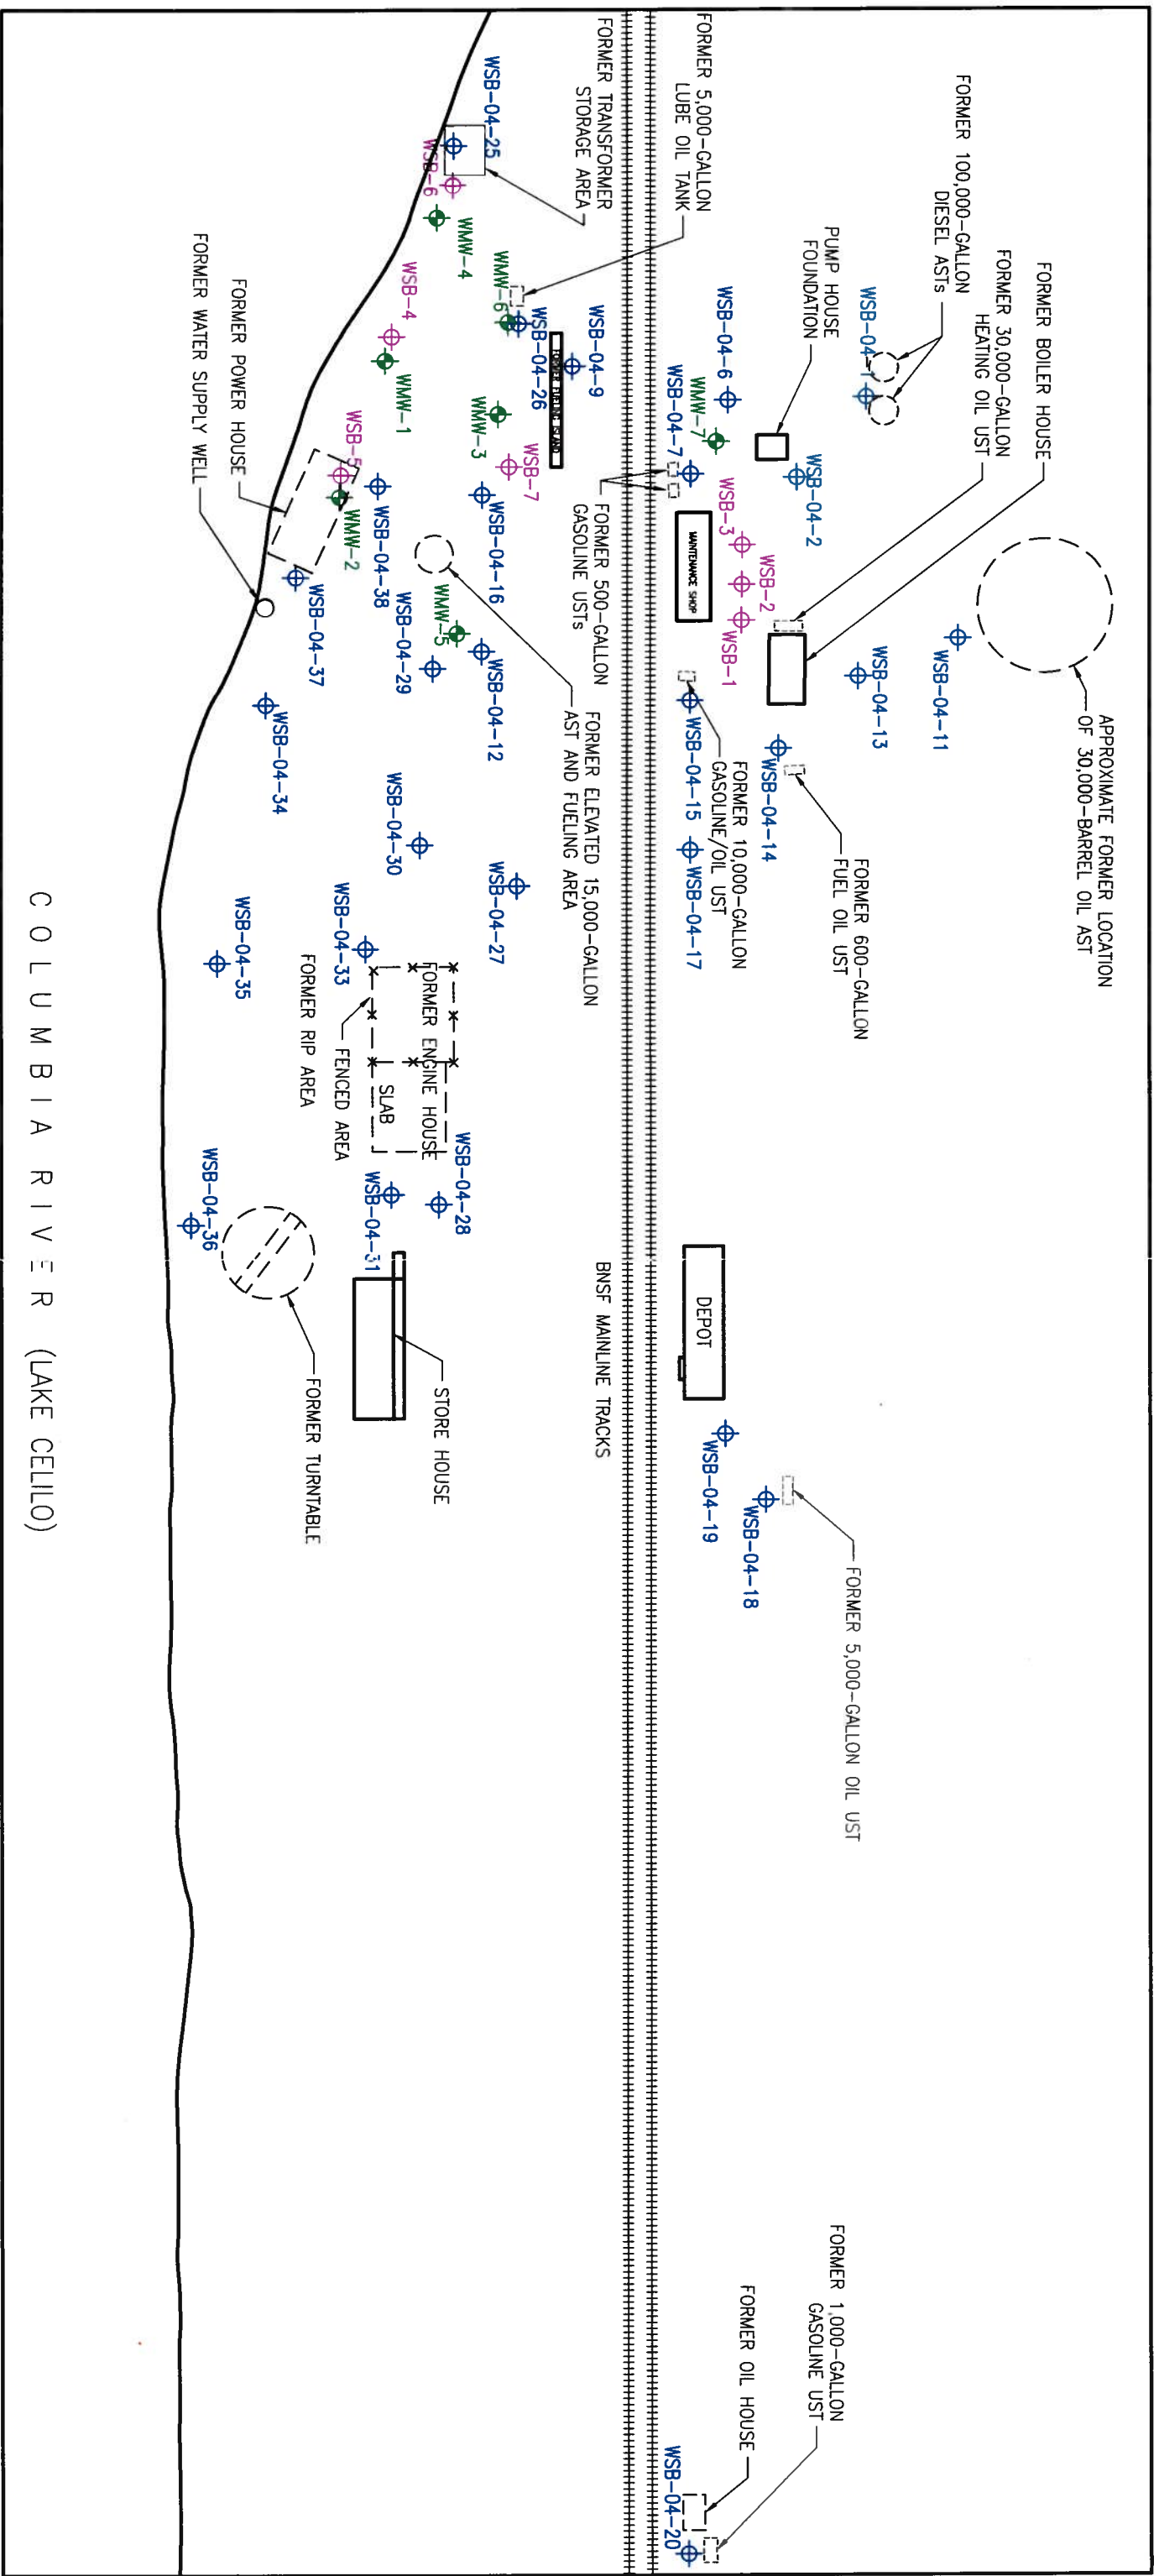 APPROXIMATE FORMER LOCATION
OF 30,000-BARREL OIL AST
FORMER BOILER HOUSE
FORMER 30,000-GALLON
HEATING OIL UST
FORMER 100,000-GALLON
DIESEL ASTs
WSB-04-11
WSB-04-1
WSB-04-13
PUMP HOUSE
FOUNDATION
WSB-04-2
FORMER 600-GALLON
FUEL OIL UST
WSB-04-14
FORMER 5,000-GALLON OIL UST
WSB-04-18
FORMER 1,000-GALLON
GASOLINE UST
FORMER OIL HOUSE
WSB-04-20
WSB-04-6
WSB-3
WSB-2
WSB-1
WMW-7
WSB-04-7
FORMER 5,000-GALLON
LUBE OIL TANK
MAINTENANCE SHOP
FORMER 10,000-GALLON
GASOLINE/OIL UST
WSB-04-15
WSB-04-17
DEPOT
WSB-04-19
FORMER TRANSFORMER
STORAGE AREA
WSB-04-9
FORMER 500-GALLON
GASOLINE USTs
BNSF MAINLINE TRACKS
FORMER FUELING ISLAND
FORMER ELEVATED 15,000-GALLON
AST AND FUELING AREA
WSB-04-25
WMW-6
WSB-04-26
WSB-7
WMW-3
WSB-04-16
WSB-04-12
WSB-04-27
WSB-6
WMW-4
WMW-5
WSB-04-28
WSB-4
WMW-1
WSB-04-29
WSB-04-30
FORMER ENGINE HOUSE
STORE HOUSE
WSB-04-38
SLAB
WSB-04-31
WSB-5
WMW-2
WSB-04-33
FENCED AREA
FORMER RIP AREA
FORMER TURNTABLE
WSB-04-37
WSB-04-34
FORMER POWER HOUSE
WSB-04-35
WSB-04-36
FORMER WATER SUPPLY WELL
COLUMBIA RIVER (LAKE CELILO)